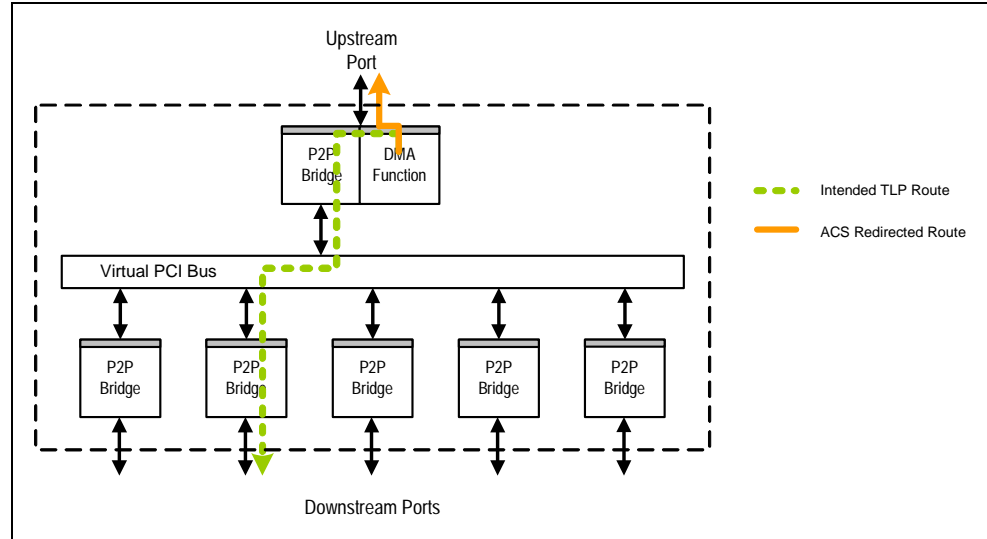 Upstream
Port
P2P
Bridge
DMA
Function
Intended TLP Route
ACS Redirected Route
Virtual PCI Bus
P2P
Bridge
P2P
Bridge
P2P
Bridge
P2P
Bridge
P2P
Bridge
Downstream Ports